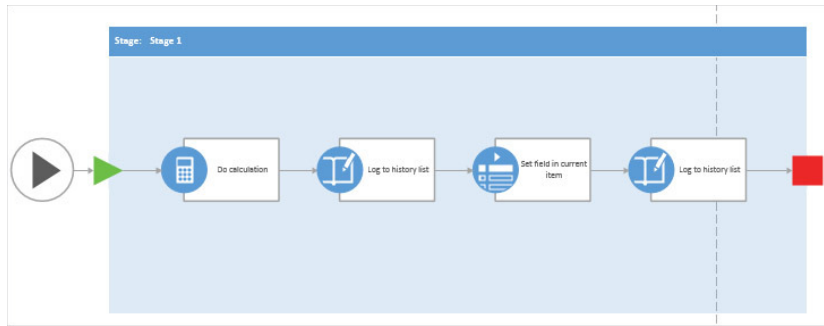 Stage: Stage 1
Do calculation
Log to history list
Set field in current
item
Log to history list